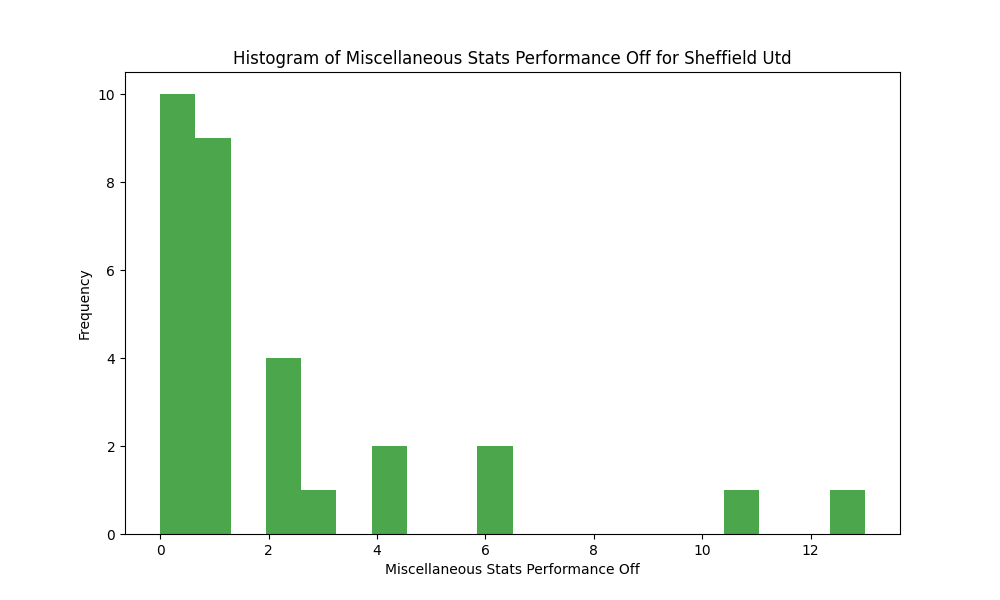 Histogram of Miscellaneous Stats Performance Off for Sheffield Utd
10
8
6
4
2
0
Frequency
0 2 4 6 8 10 12
Miscellaneous Stats Performance Off